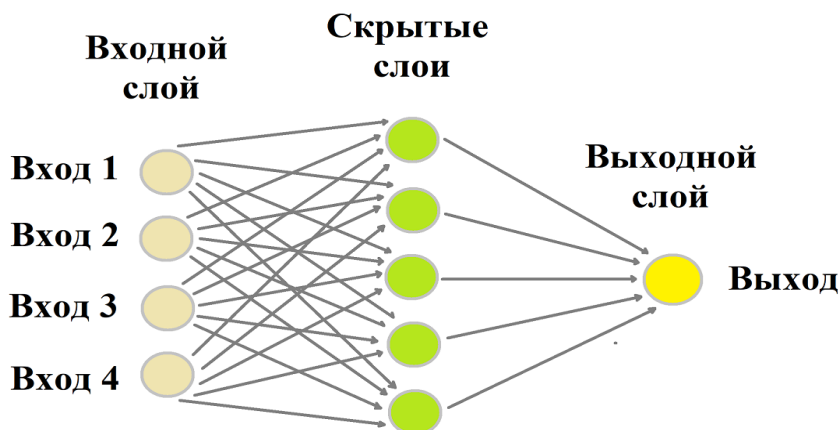 Входной
слой
Скрытые
слои
Выходной
слой
Вход 1
Вход 2
Вход 3
Вход 4
Выход